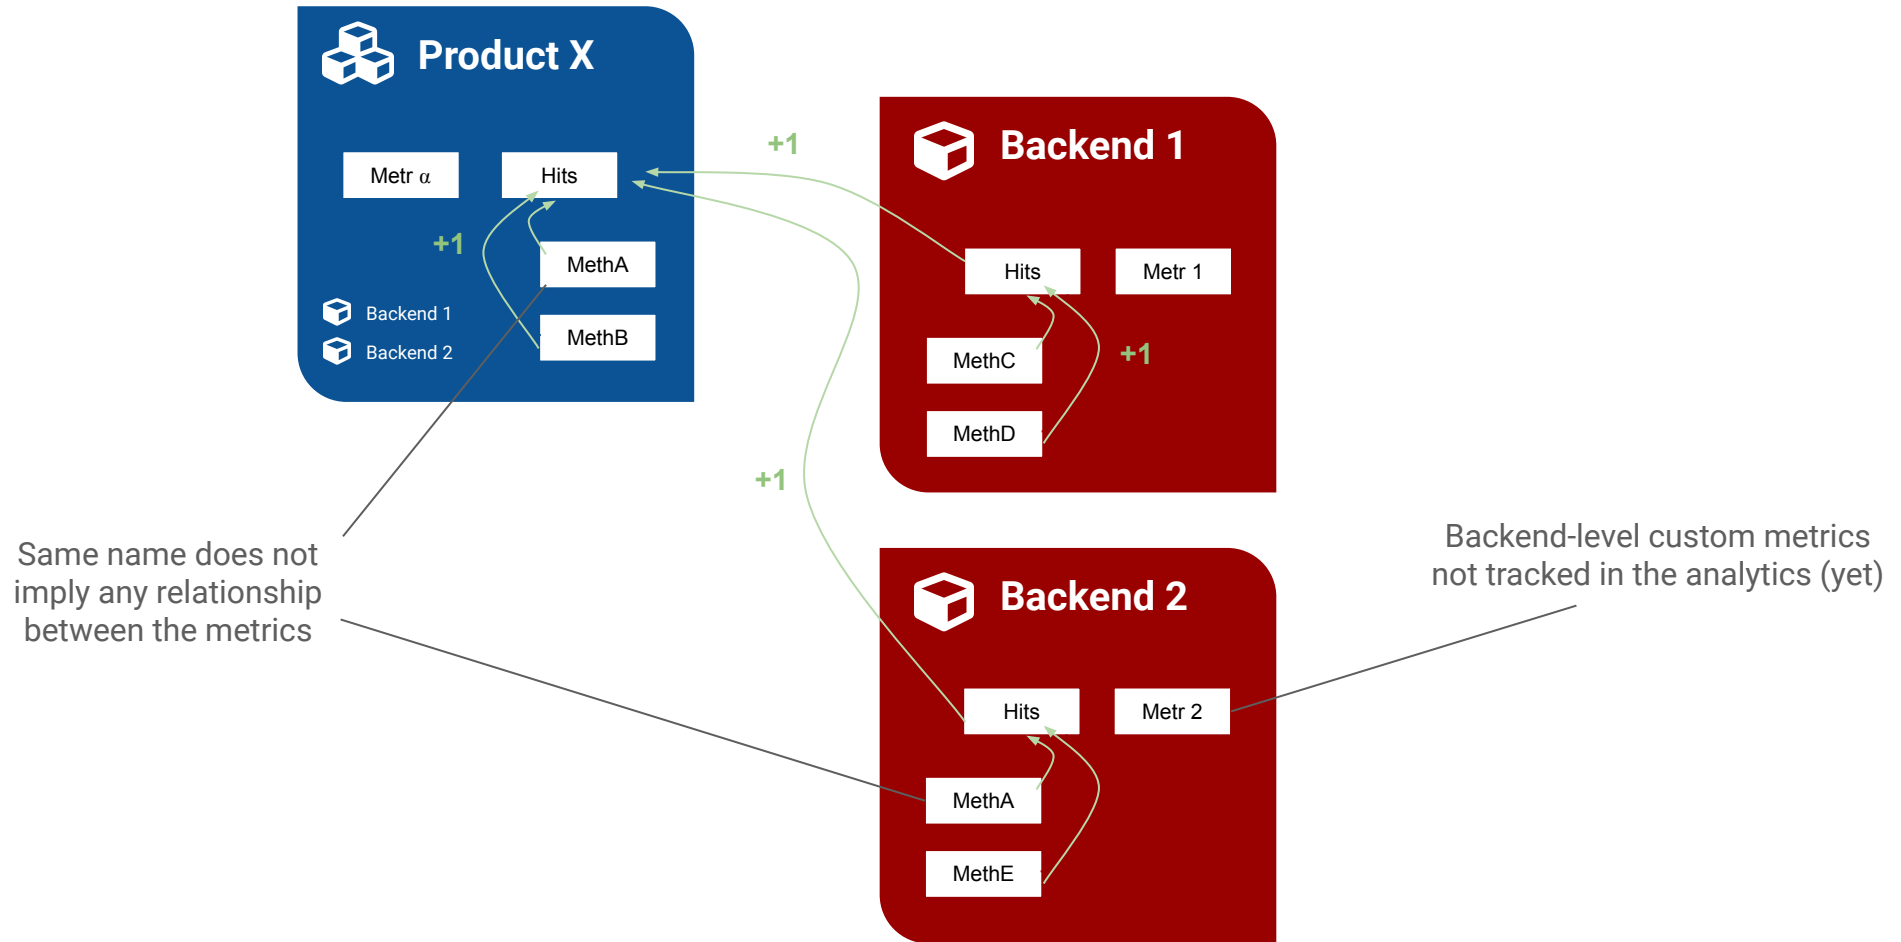 Product X
Metr α
Hits
+1
MethA
MethB
Backend 1
Backend 2
+1
Backend 1
Hits
Metr 1
MethC
+1
MethD
+1
Same name does not
imply any relationship
between the metrics
Backend-level custom metrics
not tracked in the analytics (yet)
Backend 2
Hits
Metr 2
MethA
MethE